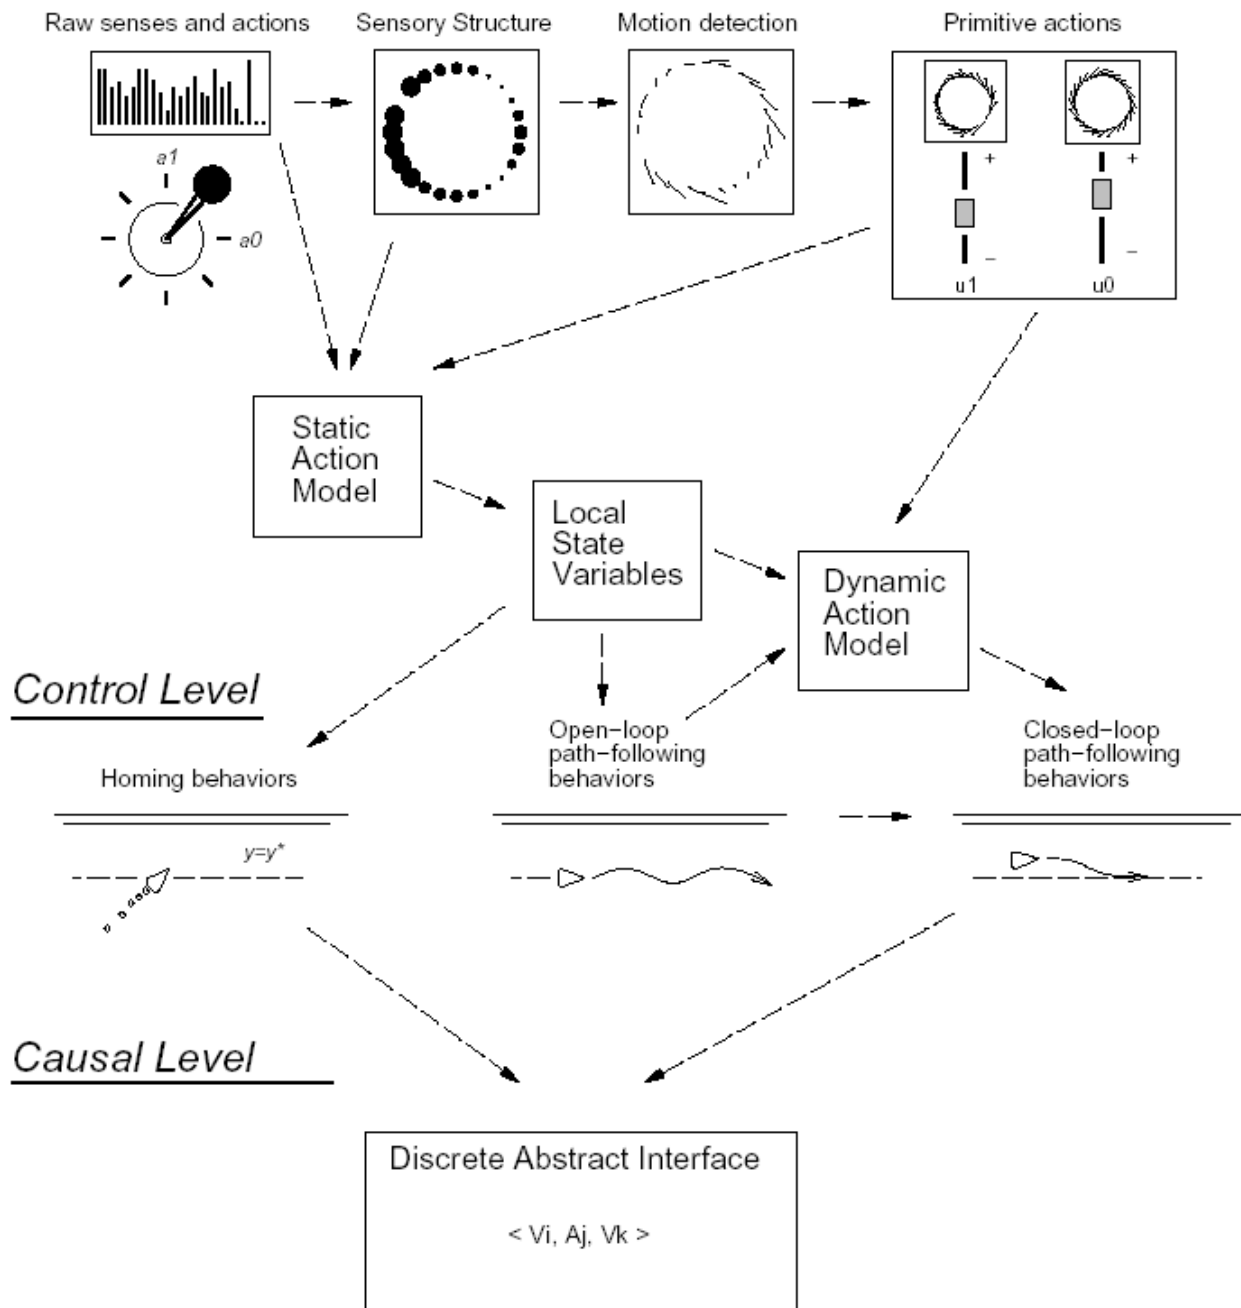 Raw senses and actions
Sensory Structure
Motion detection
Primitive actions
a1
a0
+
+
−
−
u1
u0
Static
Action
Model
Local
State
Variables
Dynamic
Action
Model
Control Level
Open−loop
path−following
behaviors
Closed−loop
path−following
behaviors
Homing behaviors
y=y*
Causal Level
Discrete Abstract Interface
< Vi, Aj, Vk >